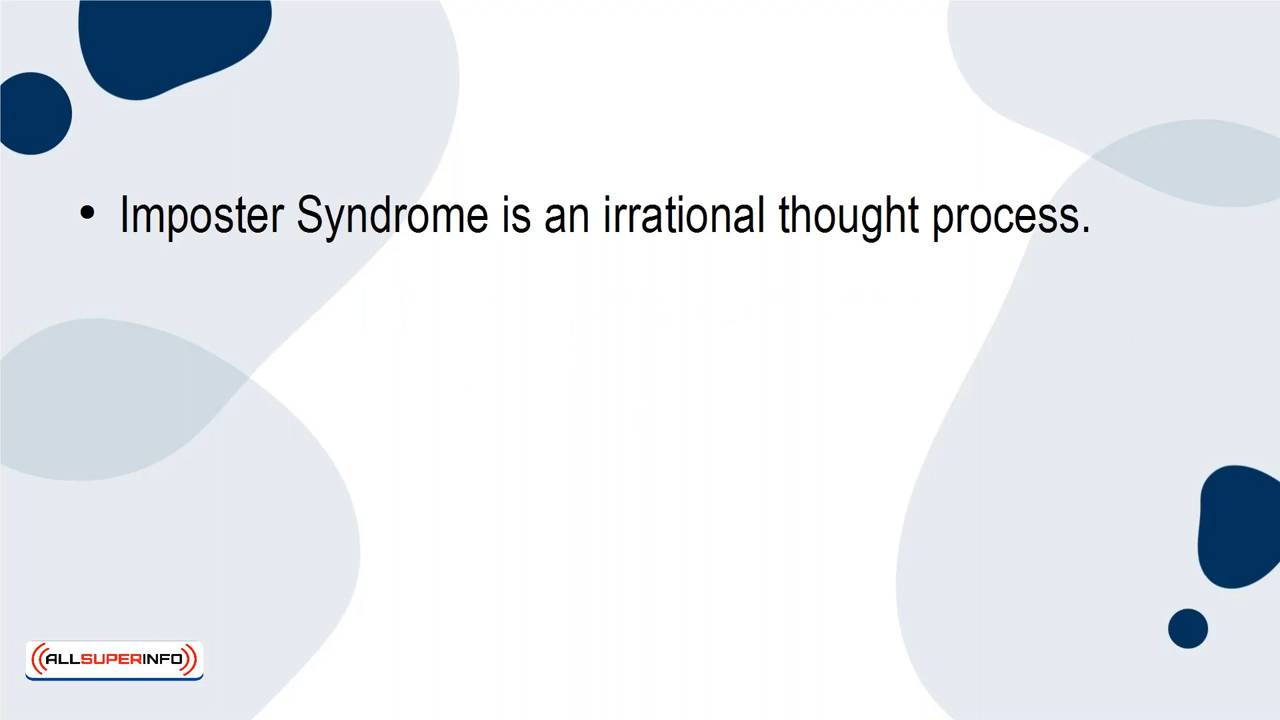 • Imposter Syndrome is an irrational thought process.
ALLSUPERINFO